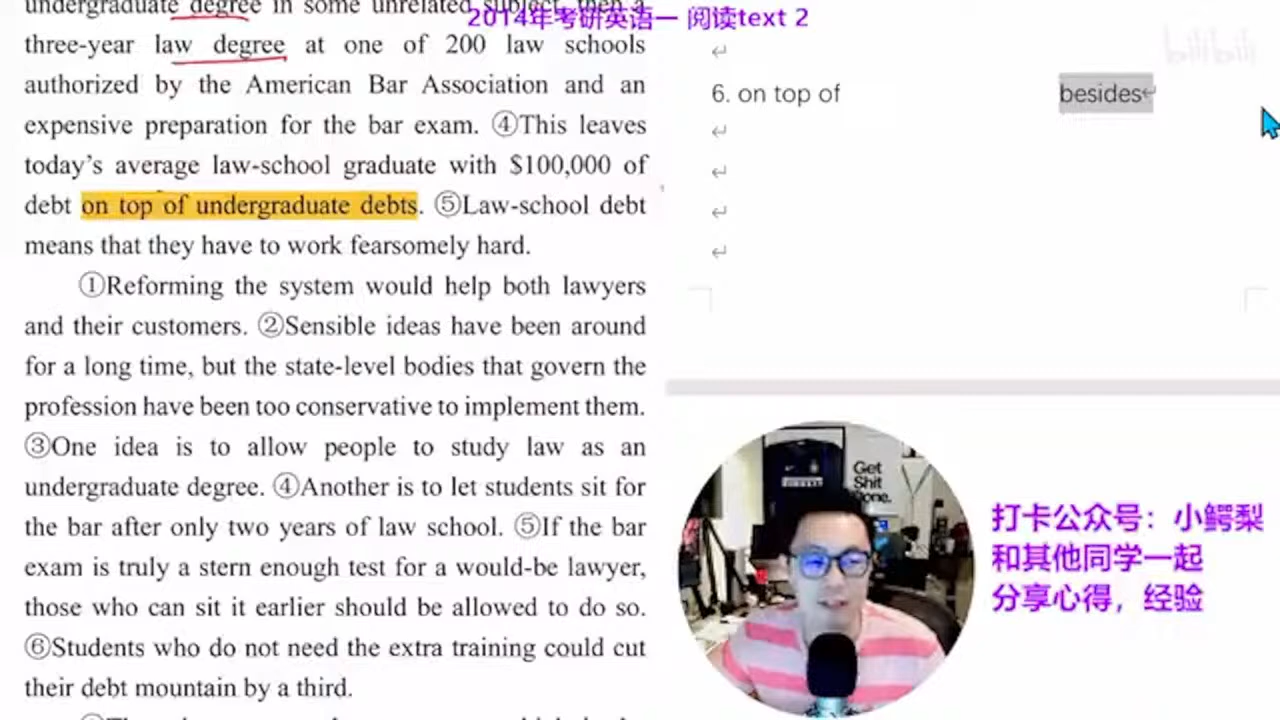 undergraduate degree in some unrelated subject, then a
three-year law degree at one of 200 law schools
authorized by the American Bar Association and an
expensive preparation for the bar exam. ④This leaves
today's average law-school graduate with $100,000 of
debt on top of undergraduate debts. ⑤Law-school debt
means that they have to work fearsomely hard.
①Reforming the system would help both lawyers
and their customers. ②Sensible ideas have been around
for a long time, but the state-level bodies that govern the
profession have been too conservative to implement them.
③One idea is to allow people to study law as an
undergraduate degree. ④Another is to let students sit for
the bar after only two years of law school. ⑤If the bar
exam is truly a stern enough test for a would-be lawyer,
those who can sit it earlier should be allowed to do so.
⑥Students who do not need the extra training could cut
their debt mountain by a third.
2014年考研英语一 阅读text 2
bilibili
6. on top of besides
Get
Shit
Done.
打卡公众号：小鳄梨
和其他同学一起
分享心得，经验